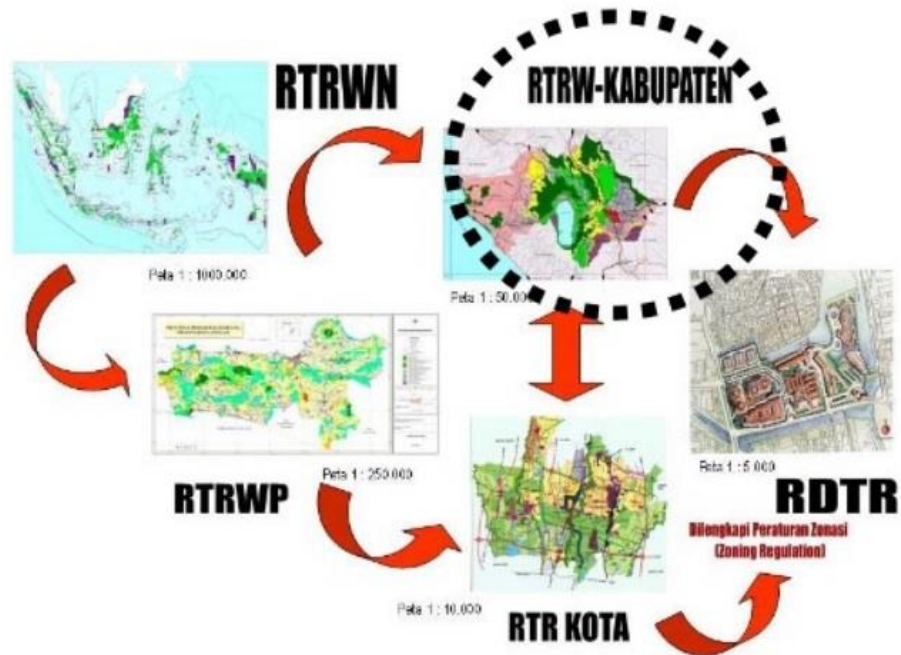 RTRWN
RTRW-KABUPATEN
Peta 1 : 1000.000
Peta 1 : 50.000
Peta 1 : 250.000
Peta 1 : 5.000
RTRWP
RDTR
Dilengkapi Peraturan Zonasi
(Zoning Regulation)
Peta 1 : 10.000
RTR KOTA